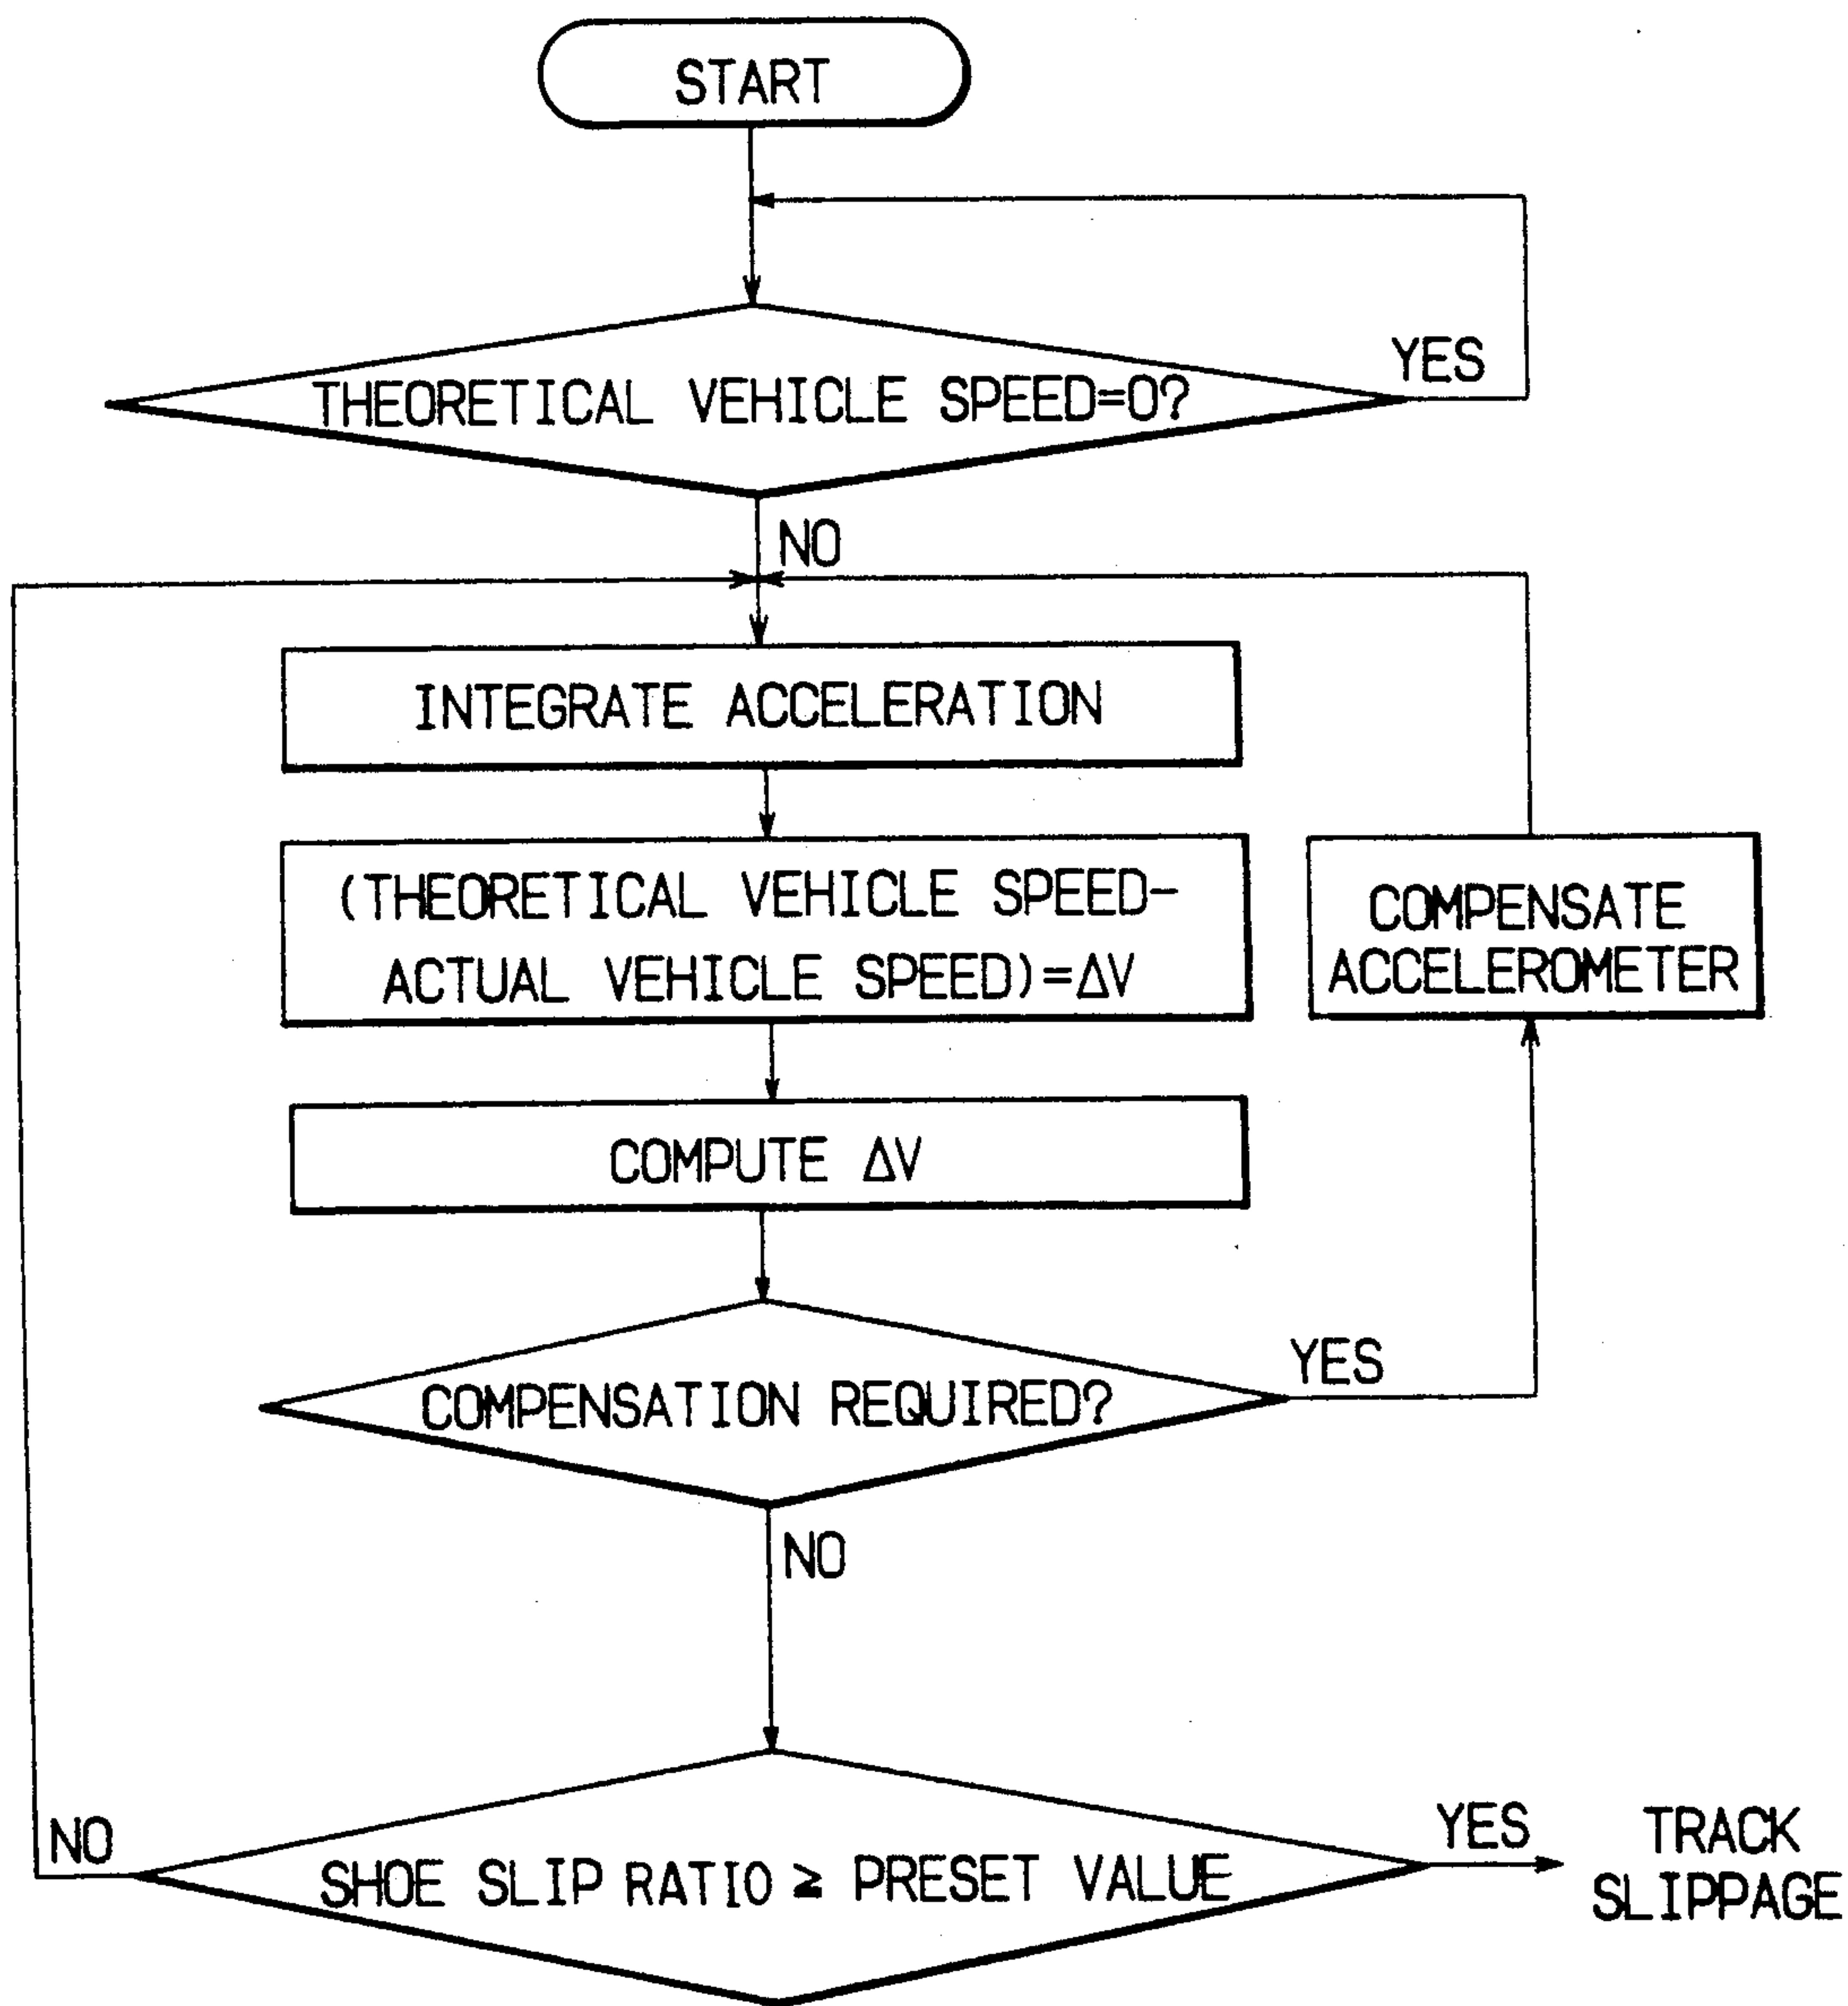 START
YES
THEORETICAL VEHICLE SPEED=0?
NO
INTEGRATE ACCELERATION
(THEORETICAL VEHICLE SPEED-
ACTUAL VEHICLE SPEED)=ΔV
COMPENSATE
ACCELEROMETER
COMPUTE ΔV
YES
COMPENSATION REQUIRED?
NO
NO
SHOE SLIP RATIO ≥ PRESET VALUE
YES
TRACK
SLIPPAGE